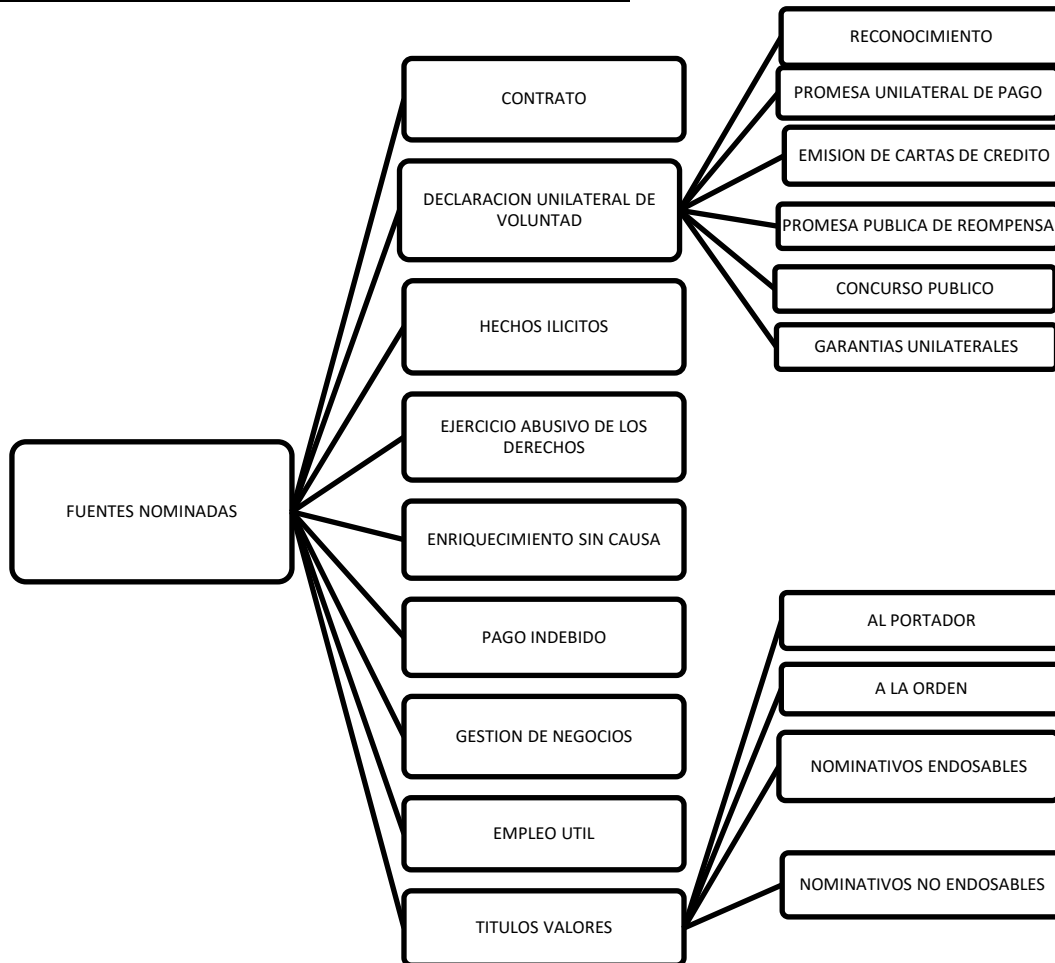 FUENTES NOMINADAS
CONTRATO
DECLARACION UNILATERAL DE
VOLUNTAD
HECHOS ILICITOS
EJERCICIO ABUSIVO DE LOS
DERECHOS
ENRIQUECIMIENTO SIN CAUSA
PAGO INDEBIDO
GESTION DE NEGOCIOS
EMPLEO UTIL
TITULOS VALORES
RECONOCIMIENTO
PROMESA UNILATERAL DE PAGO
EMISION DE CARTAS DE CREDITO
PROMESA PUBLICA DE REOMPENSA
CONCURSO PUBLICO
GARANTIAS UNILATERALES
AL PORTADOR
A LA ORDEN
NOMINATIVOS ENDOSABLES
NOMINATIVOS NO ENDOSABLES